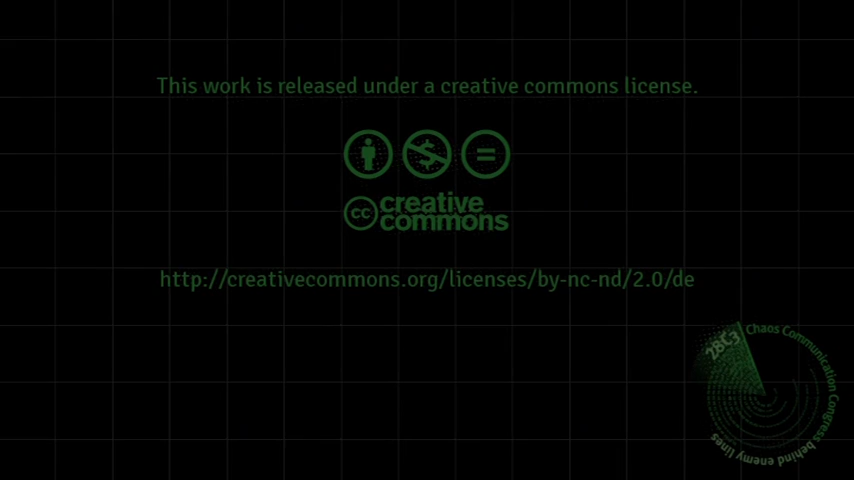 This work is released under a creative commons license.
cc creative
commons
http://creativecommons.org/licenses/by-nc-nd/2.0/de
28C3 Chaos Communication Congress behind enemy lines